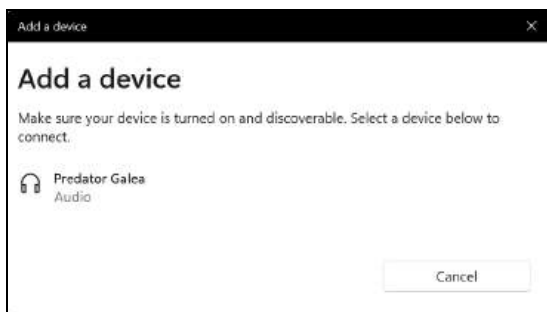 Add a device
Add a device
Make sure your device is turned on and discoverable. Select a device below to
connect.
Predator Galea
Audio
Cancel